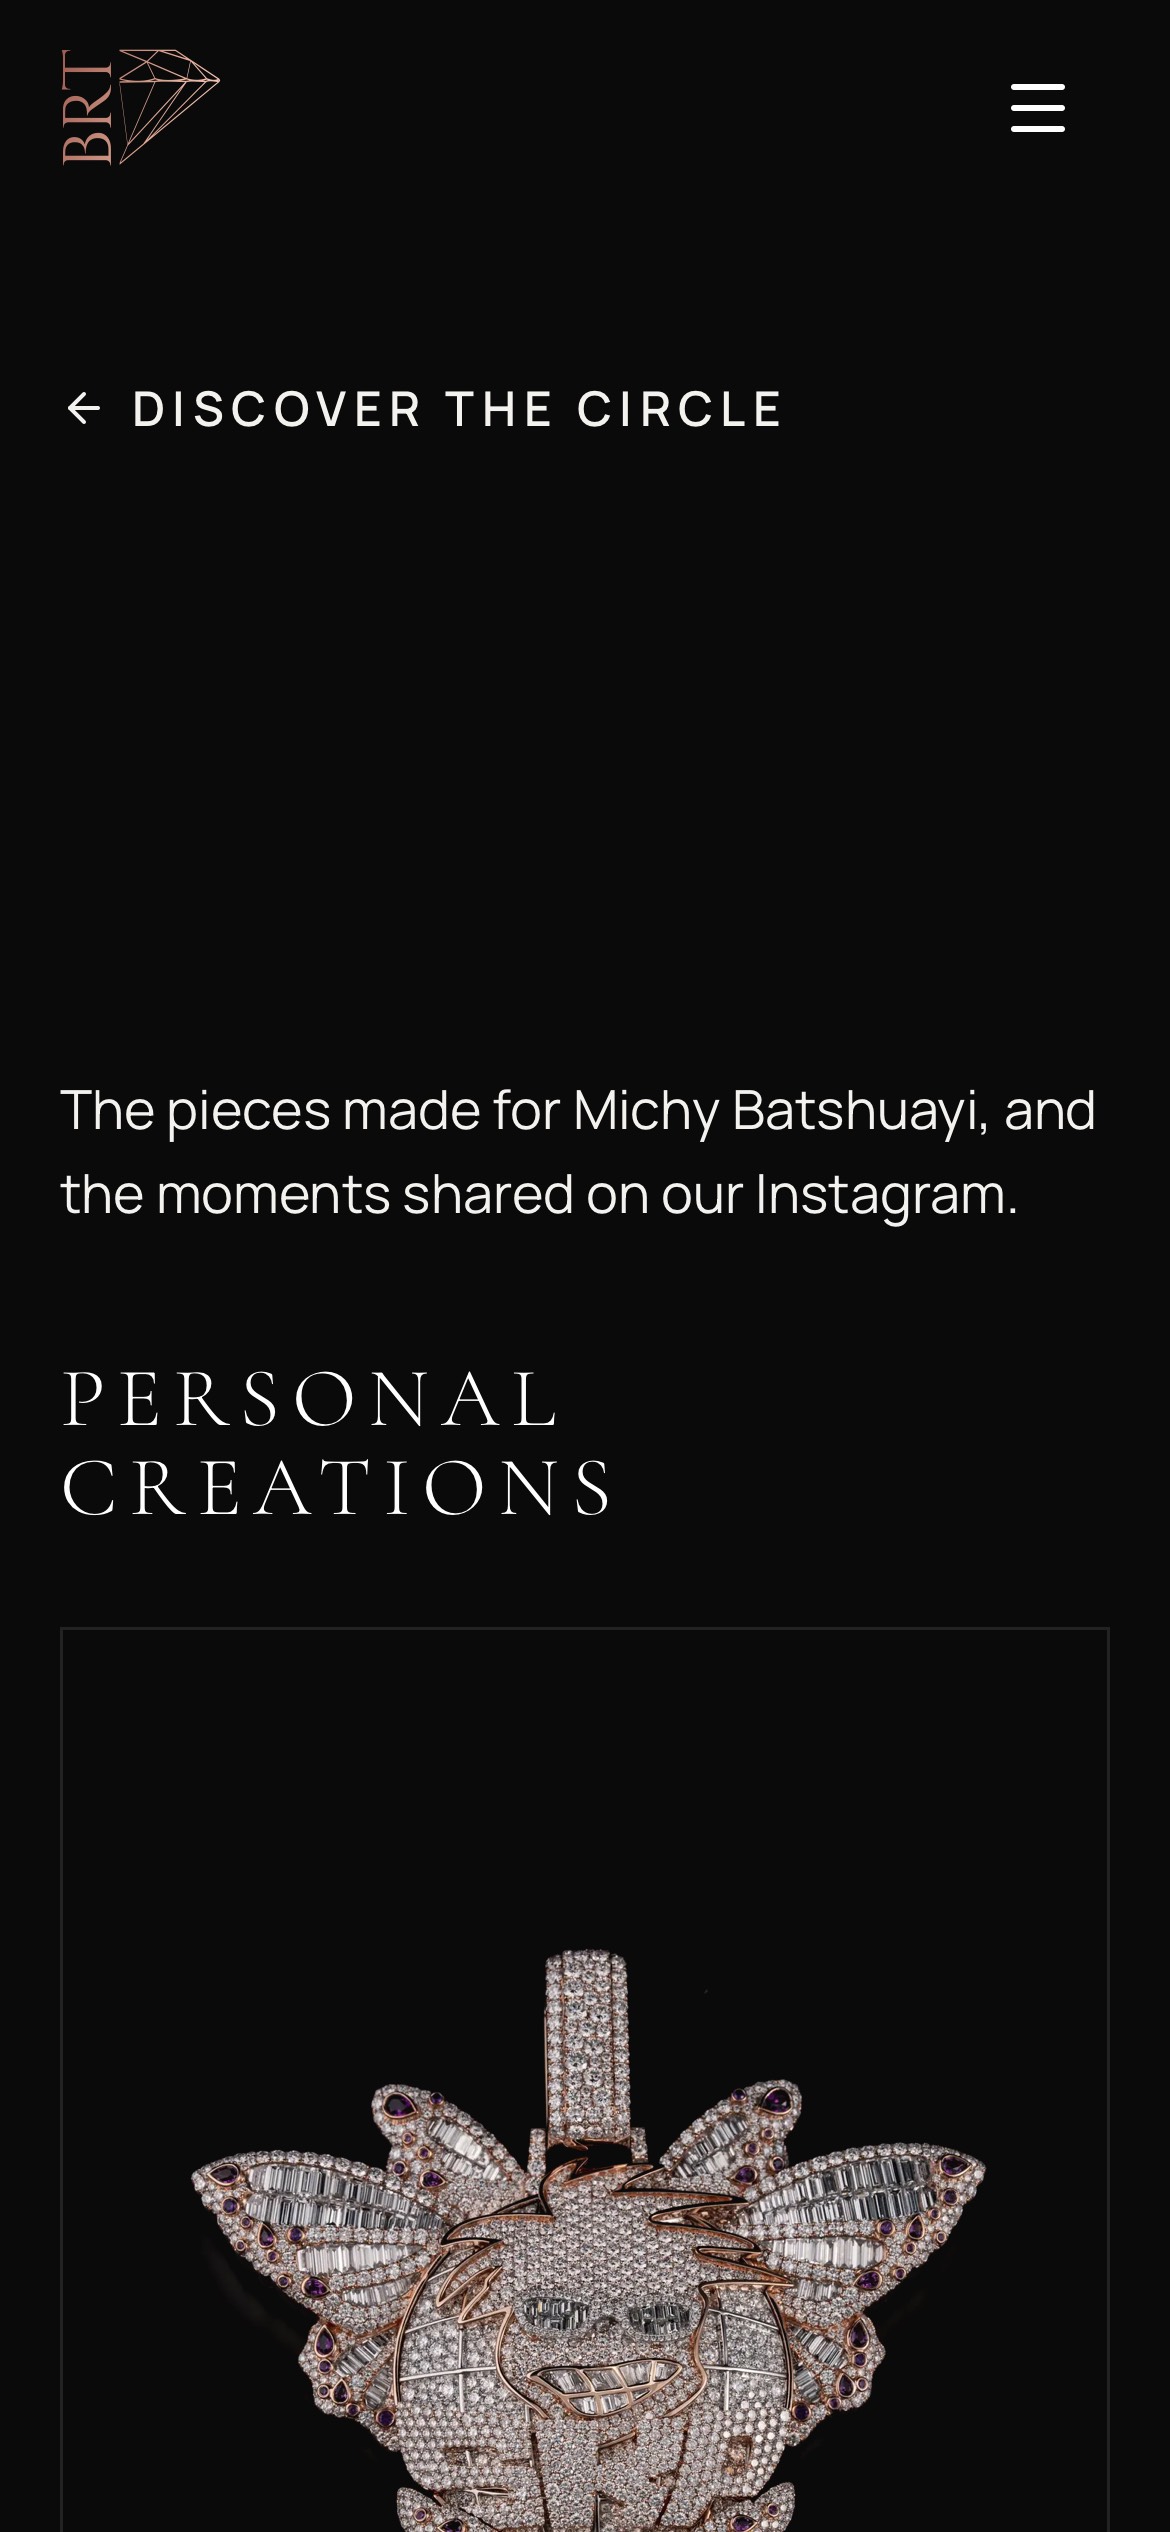 BRT
DISCOVER THE CIRCLE
The pieces made for Michy Batshuayi, and
the moments shared on our Instagram.
PERSONAL
CREATIONS